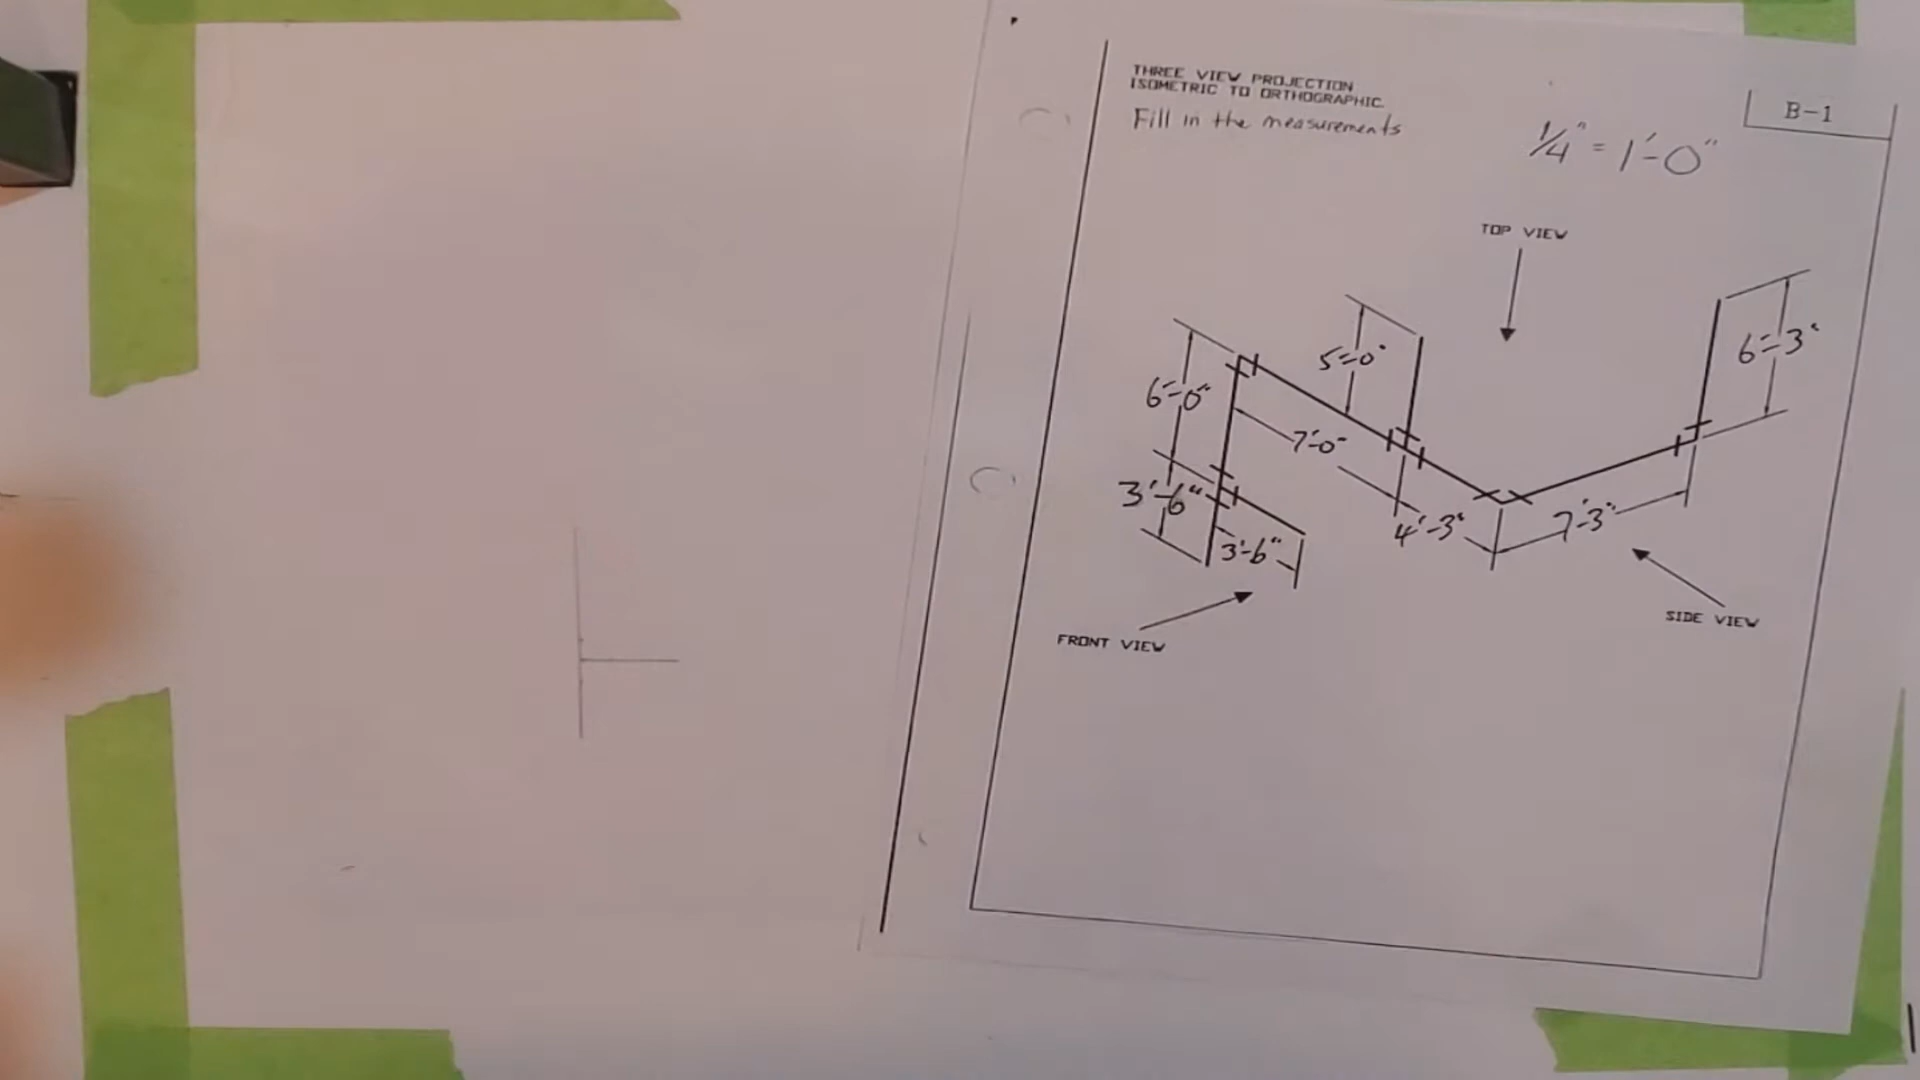 THREE VIEW PROJECTION
ISOMETRIC TO ORTHOGRAPHIC.
Fill in the measurements
1/4" = 1'-0"
B-1
TOP VIEW
6'-3"
5'-0"
6'-0"
7'-0"
3'-6"
4'-3"
7'-3"
3'-6"
SIDE VIEW
FRONT VIEW